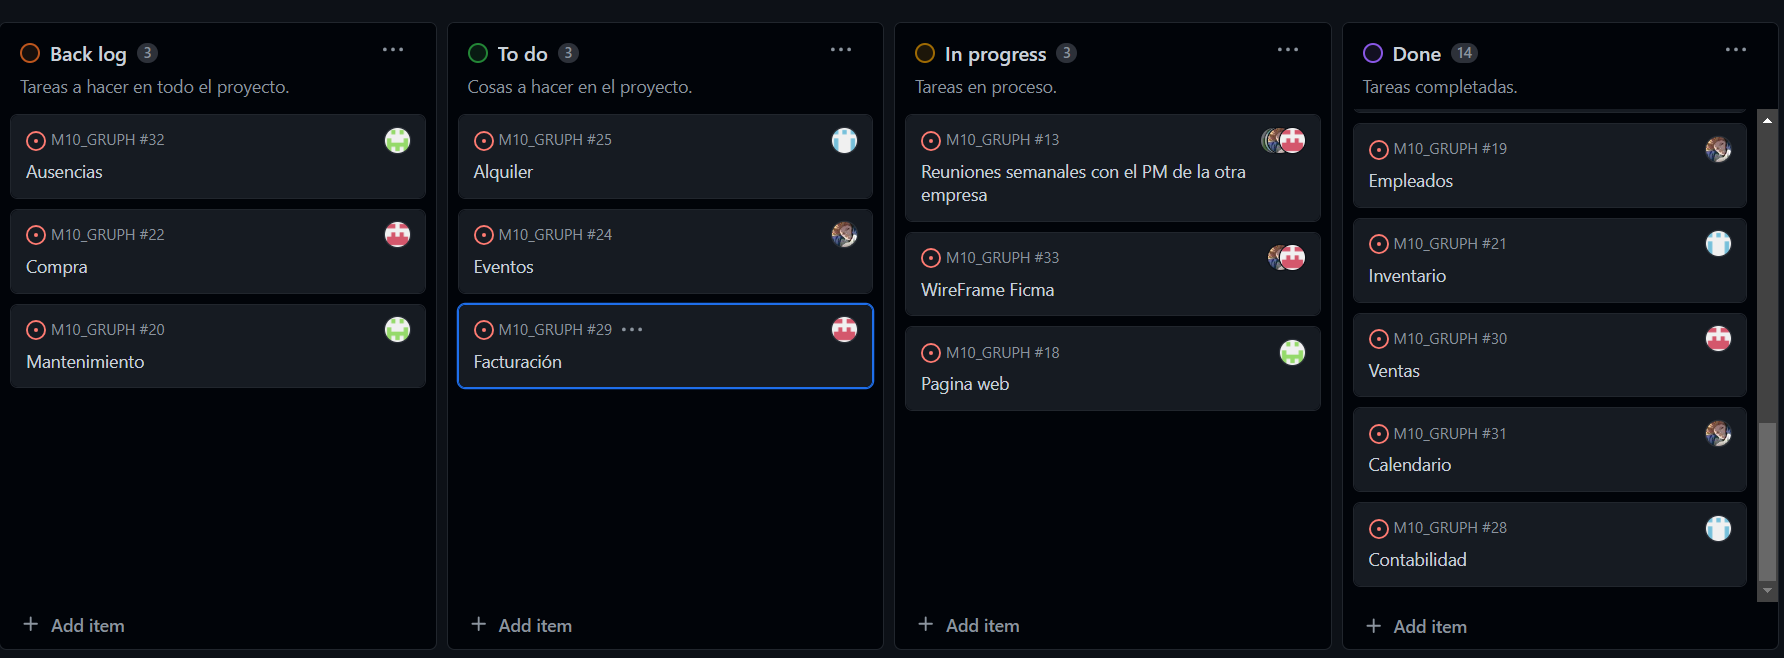 Back log 3
Tareas a hacer en todo el proyecto.
M10_GRUPH #32
Ausencias
M10_GRUPH #22
Compra
M10_GRUPH #20
Mantenimiento
+ Add item
To do 3
Cosas a hacer en el proyecto.
M10_GRUPH #25
Alquiler
M10_GRUPH #24
Eventos
M10_GRUPH #29
Facturación
+ Add item
In progress 3
Tareas en proceso.
M10_GRUPH #13
Reuniones semanales con el PM de la otra
empresa
M10_GRUPH #33
WireFrame Ficma
M10_GRUPH #18
Pagina web
+ Add item
Done 14
Tareas completadas.
M10_GRUPH #19
Empleados
M10_GRUPH #21
Inventario
M10_GRUPH #30
Ventas
M10_GRUPH #31
Calendario
M10_GRUPH #28
Contabilidad
+ Add item